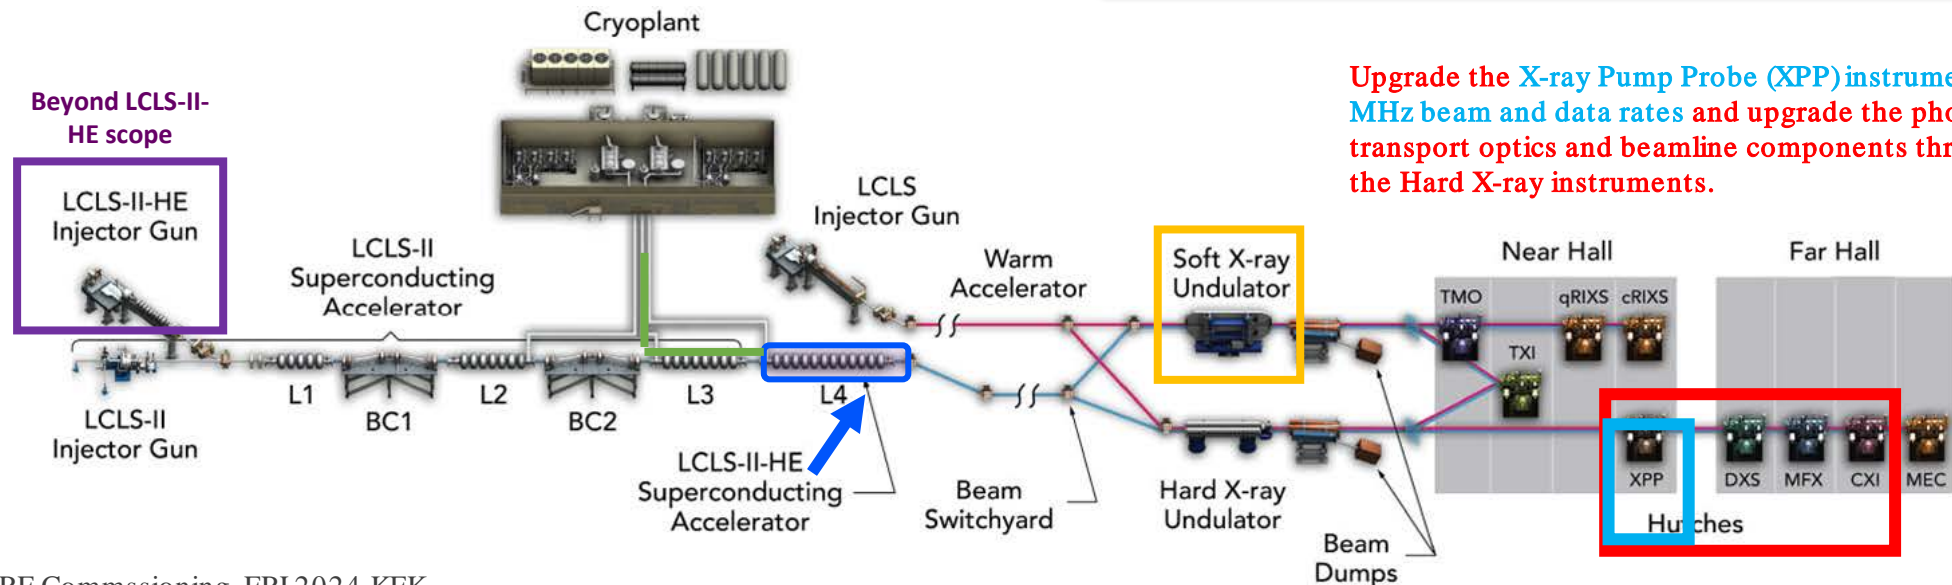 Cryoplant
Upgrade the X-ray Pump Probe (XPP) instrume
MHz beam and data rates and upgrade the pho
transport optics and beamline components thr
the Hard X-ray instruments.
Beyond LCLS-II-
HE scope
LCLS-II-HE
Injector Gun
LCLS
Injector Gun
LCLS-II
Superconducting
Accelerator
Warm
Accelerator
Soft X-ray
Undulator
Near Hall
Far Hall
TMO
qRIXS
cRIXS
TXI
L1
BC1
L2
BC2
L3
L4
LCLS-II
Injector Gun
LCLS-II-HE
Superconducting
Accelerator
Beam
Switchyard
Hard X-ray
Undulator
Beam
Dumps
XPP
DXS
MFX
CXI
MEC
Hutches
RF Commssioning, FRI2024, KEK